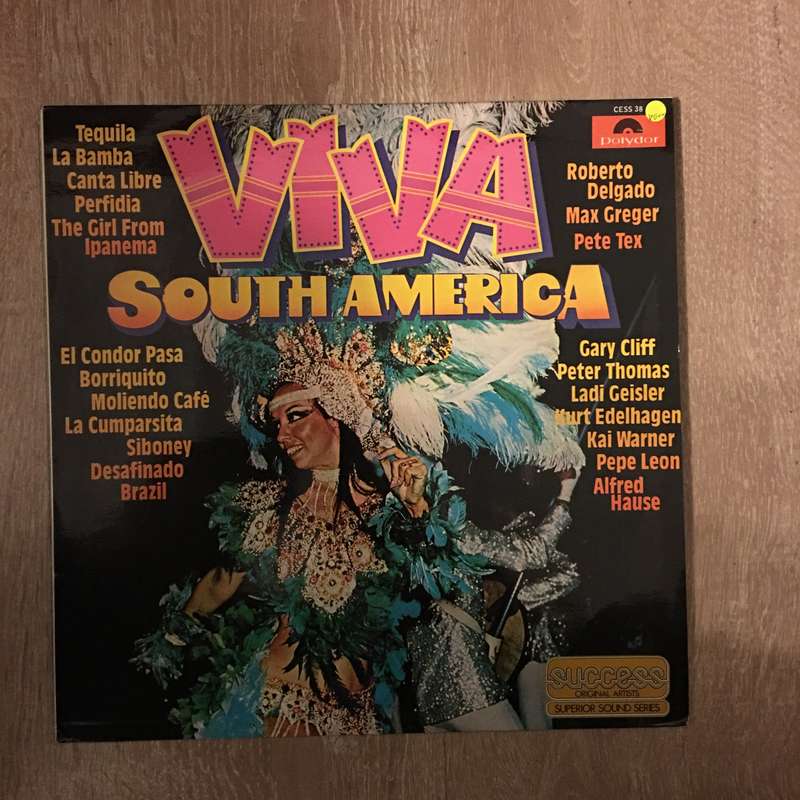 CESS 38
Polydor
VIVA
SOUTH AMERICA
Tequila
La Bamba
Canta Libre
Perfidia
The Girl From
Ipanema
El Condor Pasa
Borriquito
Moliendo Café
La Cumparsita
Siboney
Desafinado
Brazil
Roberto
Delgado
Max Greger
Pete Tex
Gary Cliff
Peter Thomas
Ladi Geisler
Kurt Edelhagen
Kai Warner
Pepe Leon
Alfred
Hause
success
ORIGINAL ARTISTS
SUPERIOR SOUND SERIES